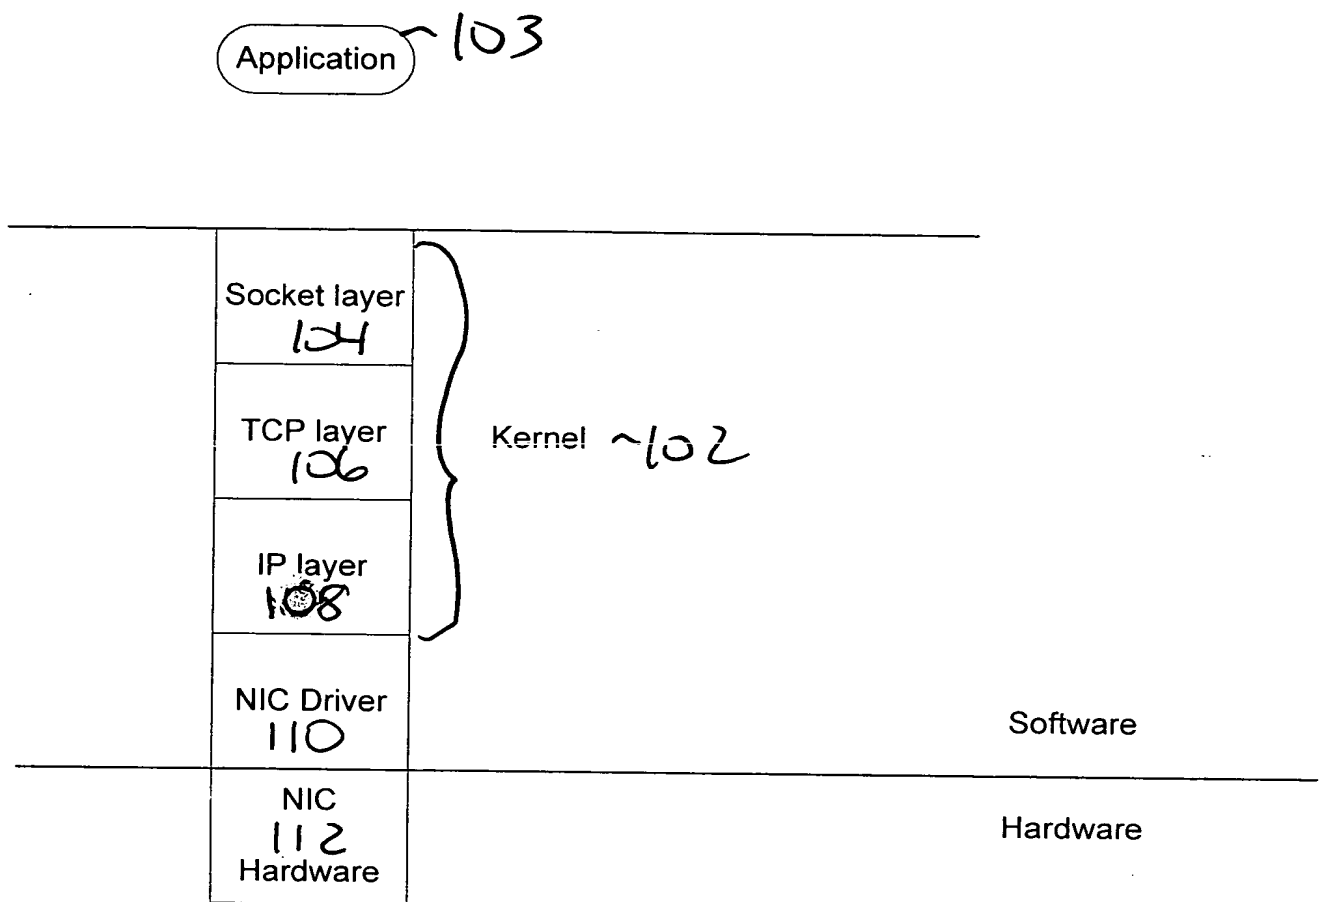 Application ~103
Socket layer
104
TCP layer
106
Kernel ~102
IP layer
108
NIC Driver
110
Software
NIC
112
Hardware
Hardware